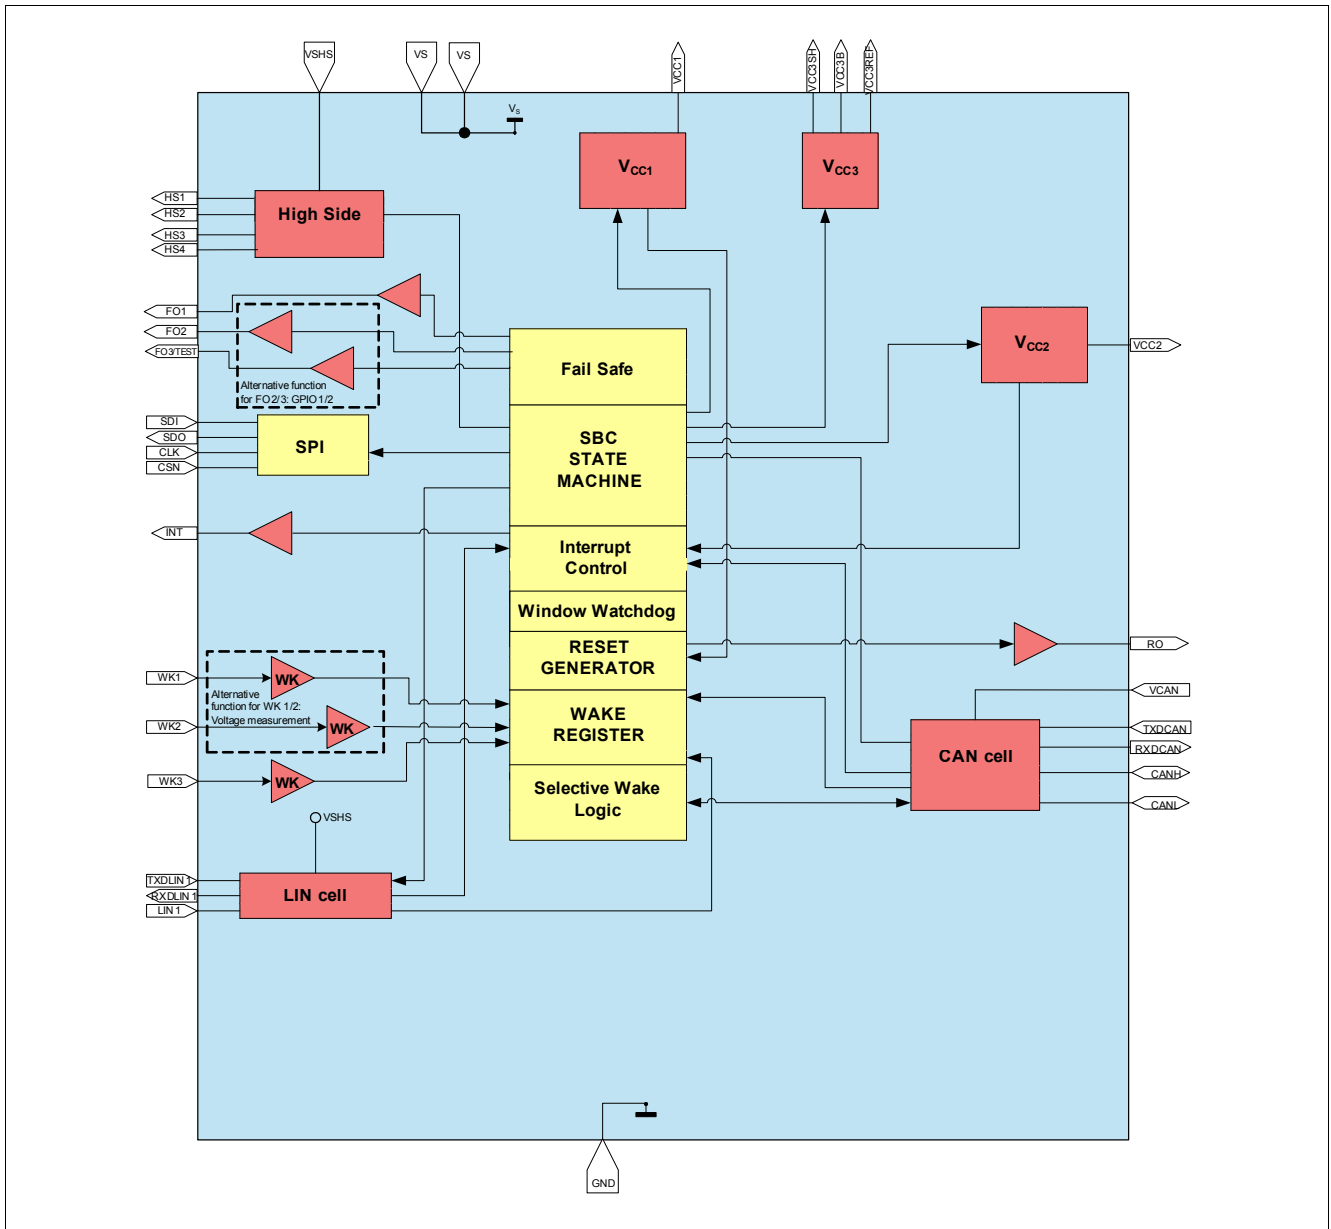 VSHS
VS
VS
VCC1
VCC3SH
VCC3B
VCC3REF
VS
VCC1
VCC3
HS1
HS2
HS3
HS4
High Side
FO1
FO2
FO3/TEST
Alternative function
for FO2/3: GPIO1/2
Fail Safe
VCC2
VCC2
SDI
SDO
CLK
CSN
SPI
SBC
STATE
MACHINE
INT
Interrupt
Control
Window Watchdog
RESET
GENERATOR
RO
WK1
WK
Alternative
function for WK 1/2:
Voltage measurement
WK2
WK
WK3
WK
WAKE
REGISTER
Selective Wake
Logic
VCAN
TXDCAN
RXDCAN
CANH
CANL
CAN cell
VSHS
TXDLIN1
RXDLIN1
LIN1
LIN cell
GND